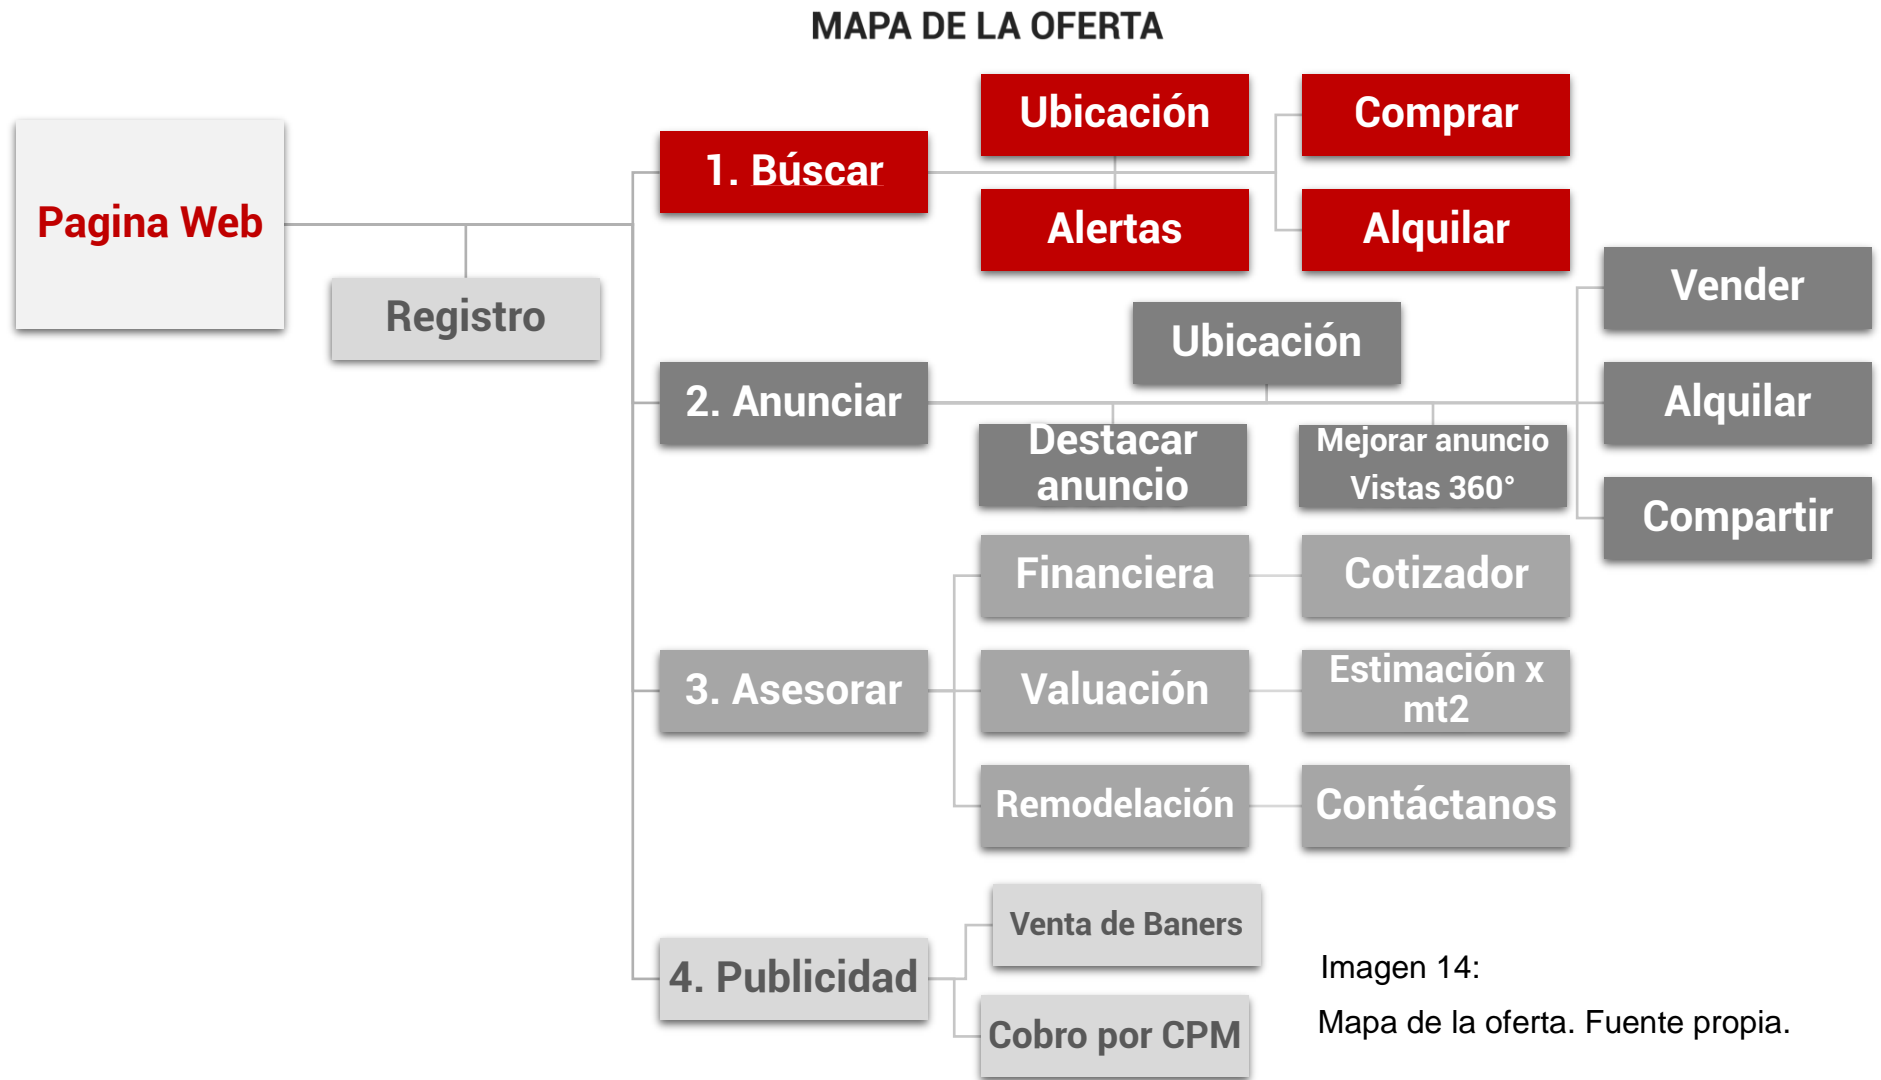 MAPA DE LA OFERTA
Pagina Web
Registro
1. Búscar
Ubicación
Alertas
Comprar
Alquilar
2. Anunciar
Ubicación
Destacar
anuncio
Mejorar anuncio
Vistas 360°
Vender
Alquilar
Compartir
3. Asesorar
Financiera
Cotizador
Valuación
Estimación x
mt2
Remodelación
Contáctanos
4. Publicidad
Venta de Baners
Cobro por CPM
Imagen 14:
Mapa de la oferta. Fuente propia.